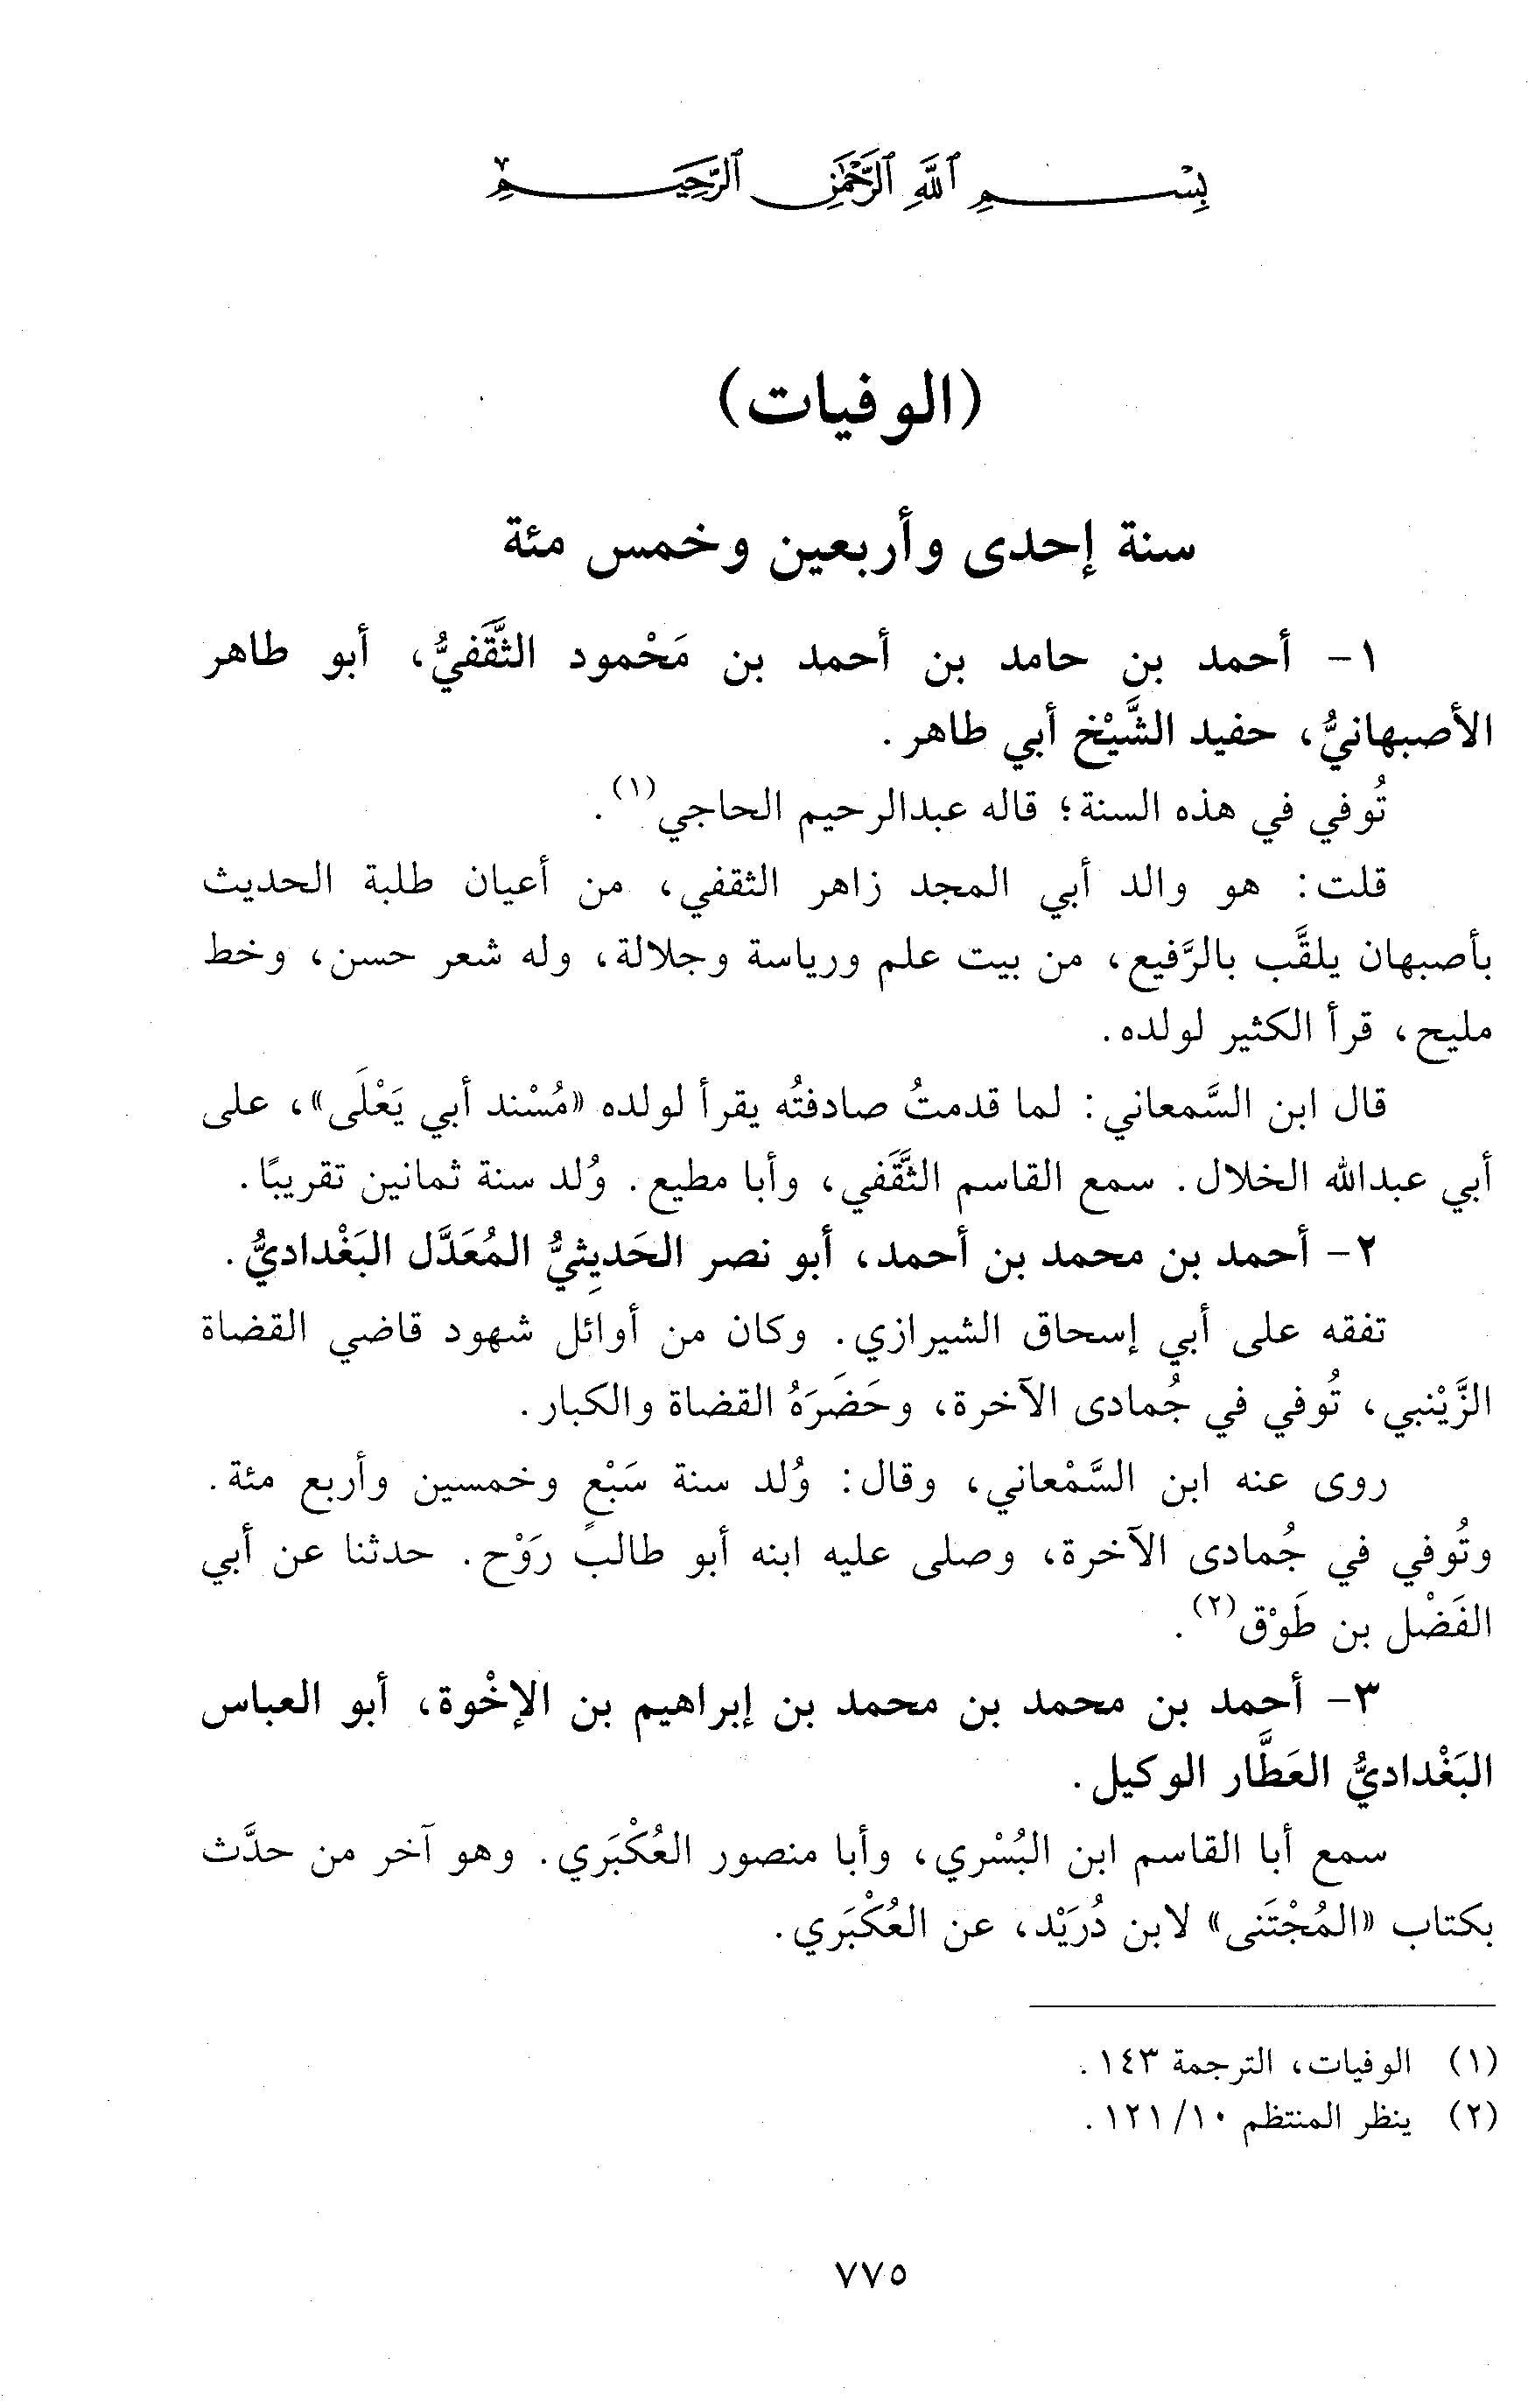 بِسْمِ ٱللَّهِ ٱلرَّحْمَٰنِ ٱلرَّحِيمِ
(الوفيات)
سنة إحدى وأربعين وخمس مئة
١- أحمد بن حامد بن أحمد بن مَحْمود الثَّقَفيُّ، أبو طاهر
الأصبهانيُّ، حفيد الشَّيْخ أبي طاهر.
تُوفي في هذه السنة؛ قاله عبدالرحيم الحاجي(١).
قلت: هو والد أبي المجد زاهر الثقفي، من أعيان طلبة الحديث
بأصبهان يلقَّب بالرَّفيع، من بيت علم ورياسة وجلالة، وله شعر حسن، وخط
مليح، قرأ الكثير لولده.
قال ابن السَّمعاني: لما قدمتُ صادفتُه يقرأ لولده «مُسْند أبي يَعْلَى»، على
أبي عبدالله الخلال. سمع القاسم الثَّقَفي، وأبا مطيع. وُلد سنة ثمانين تقريبًا.
٢- أحمد بن محمد بن أحمد، أبو نصر الحَديِثيُّ المُعَدَّل البَغْداديُّ.
تفقه على أبي إسحاق الشيرازي. وكان من أوائل شهود قاضي القضاة
الزَّيْنبي، تُوفي في جُمادى الآخرة، وحَضَرَهُ القضاة والكبار.
روى عنه ابن السَّمْعاني، وقال: وُلد سنة سَبْعٍ وخمسين وأربع مئة.
وتُوفي في جُمادى الآخرة، وصلى عليه ابنه أبو طالب رَوْح. حدثنا عن أبي
الفَضْل بن طَوْق(٢).
٣- أحمد بن محمد بن محمد بن إبراهيم بن الإخْوة، أبو العباس
البَغْداديُّ العَطَّار الوكيل.
سمع أبا القاسم ابن البُسْري، وأبا منصور العُكْبَري. وهو آخر من حدَّث
بكتاب «المُجْتَنى» لابن دُرَيْد، عن العُكْبَري.
(١) الوفيات، الترجمة ١٤٣.
(٢) ينظر المنتظم ١٠/ ١٢١.
٧٧٥